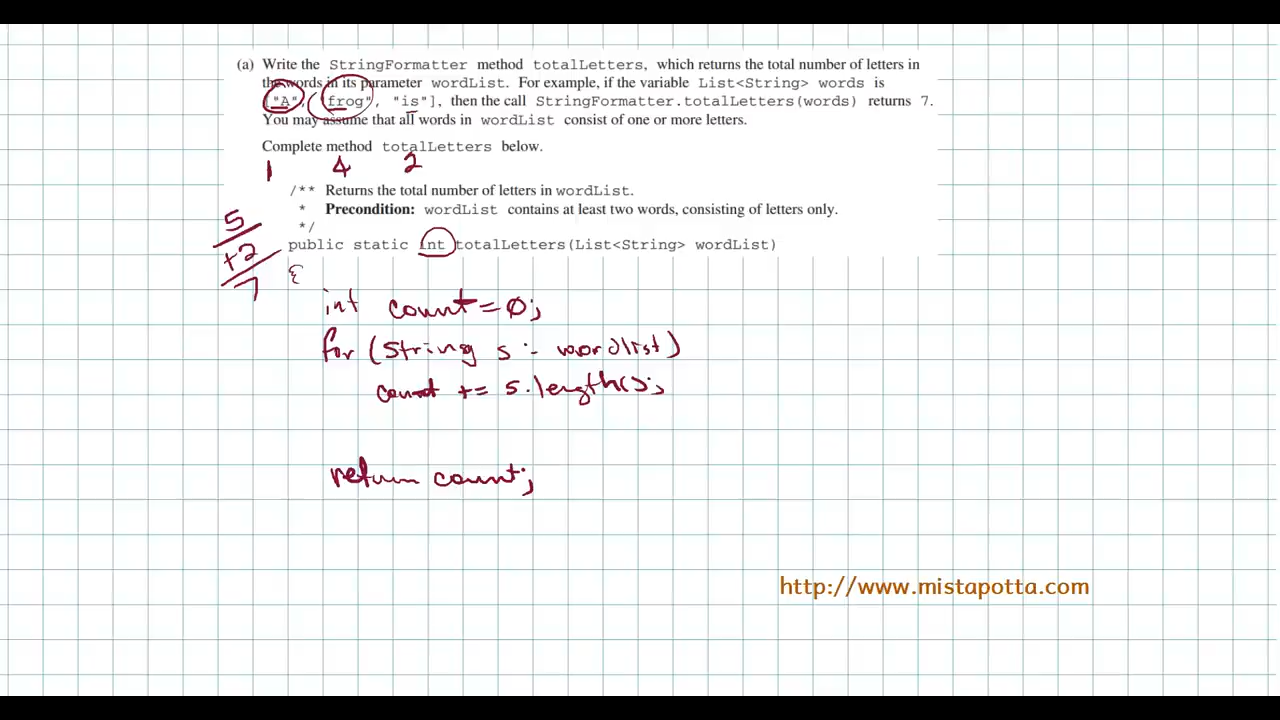 (a) Write the StringFormatter method totalLetters, which returns the total number of letters in
the words in its parameter wordList. For example, if the variable List<String> words is
["A", "frog", "is"], then the call StringFormatter.totalLetters(words) returns 7.
You may assume that all words in wordList consist of one or more letters.
Complete method totalLetters below.
1 4 2
/** Returns the total number of letters in wordList.
* Precondition: wordList contains at least two words, consisting of letters only.
*/
5
+2
7
public static int totalLetters(List<String> wordList)
{
int count = 0;
for (String s : wordlist)
count += s.length();
return count;
http://www.mistapotta.com